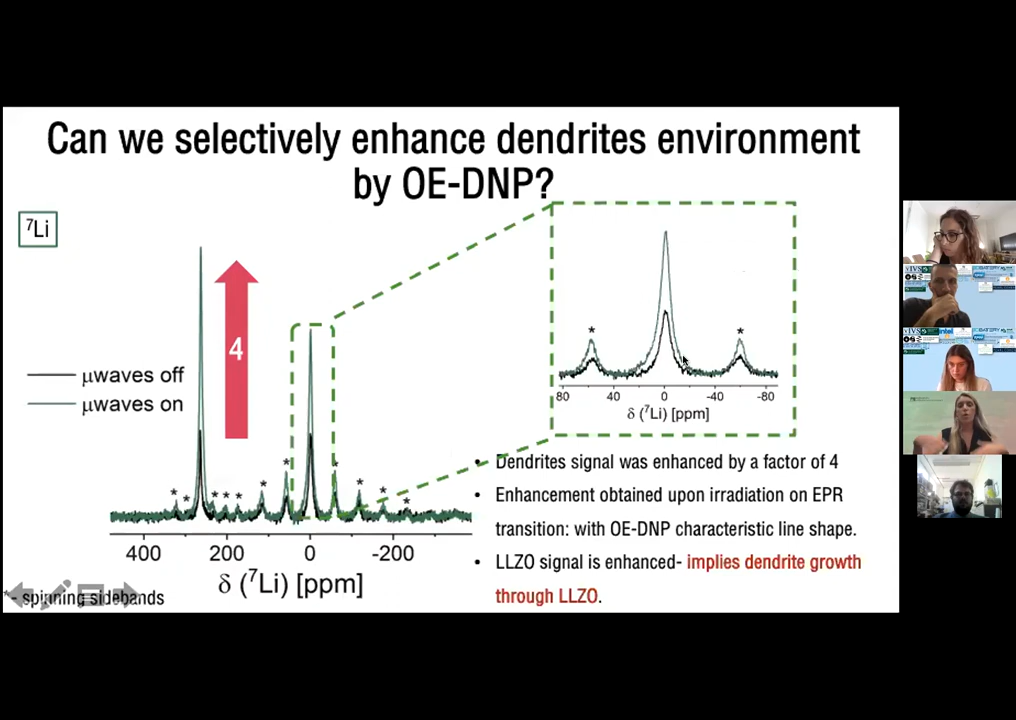 Can we selectively enhance dendrites environment
by OE-DNP?
⁷Li
4
μwaves off
μwaves on
* * * * * * * * * * * *
400 200 0 -200
δ (⁷Li) [ppm]
*- spinning sidebands
* *
80 40 0 -40 -80
δ (⁷Li) [ppm]
• Dendrites signal was enhanced by a factor of 4
• Enhancement obtained upon irradiation on EPR
transition: with OE-DNP characteristic line shape.
• LLZO signal is enhanced- implies dendrite growth
through LLZO.
intel